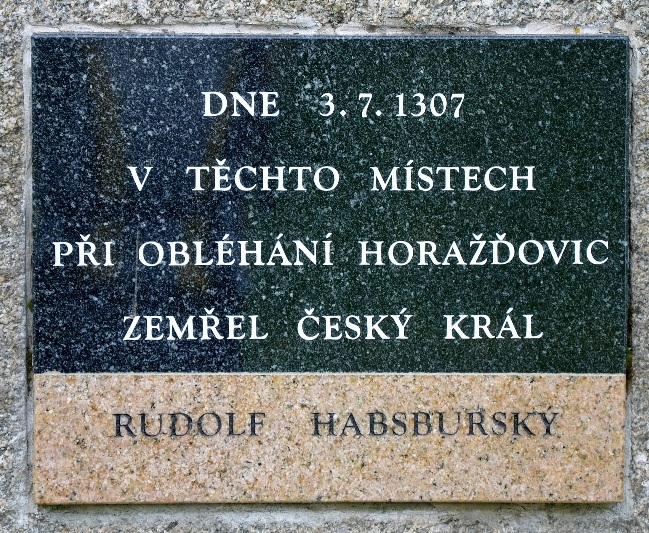 DNE 3.7.1307
V TĚCHTO MÍSTECH
PŘI OBLÉHÁNÍ HORAŽĎOVIC
ZEMŘEL ČESKÝ KRÁL
RUDOLF HABSBURSKÝ